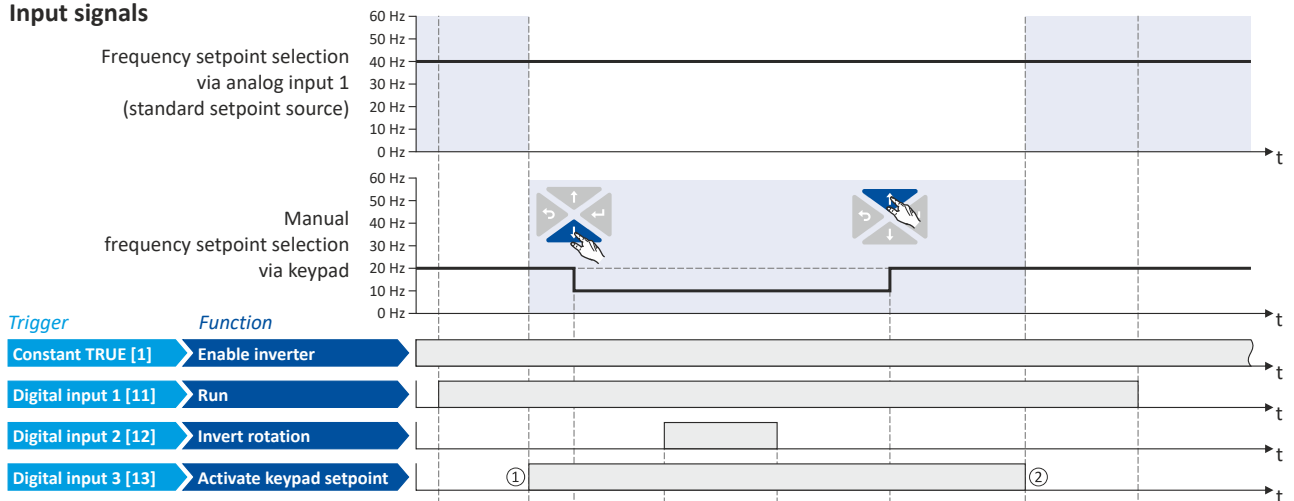 Input signals
Frequency setpoint selection
via analog input 1
(standard setpoint source)
60 Hz
50 Hz
40 Hz
30 Hz
20 Hz
10 Hz
0 Hz
t
Manual
frequency setpoint selection
via keypad
60 Hz
50 Hz
40 Hz
30 Hz
20 Hz
10 Hz
0 Hz
t
Trigger Function
Constant TRUE [1] Enable inverter
t
Digital input 1 [11] Run
t
Digital input 2 [12] Invert rotation
t
Digital input 3 [13] Activate keypad setpoint ① ②
t